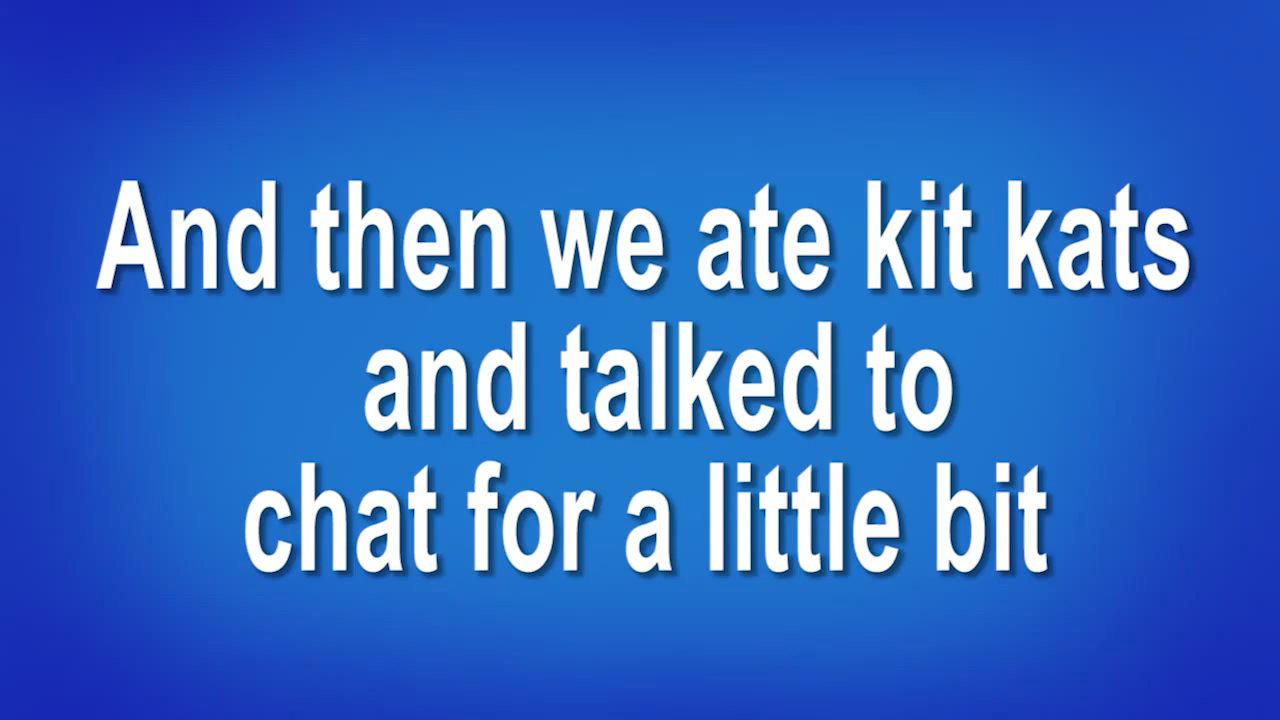 And then we ate kit kats
and talked to
chat for a little bit